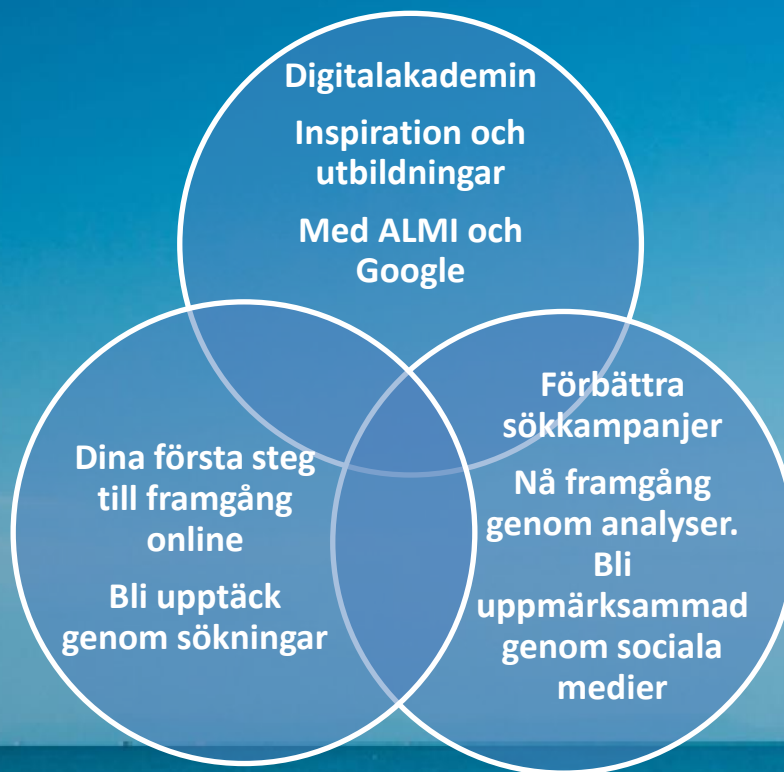 Digitalakademin
Inspiration och
utbildningar
Med ALMI och
Google
Dina första steg
till framgång
online
Bli upptäck
genom sökningar
Förbättra
sökkampanjer
Nå framgång
genom analyser.
Bli
uppmärksammad
genom sociala
medier